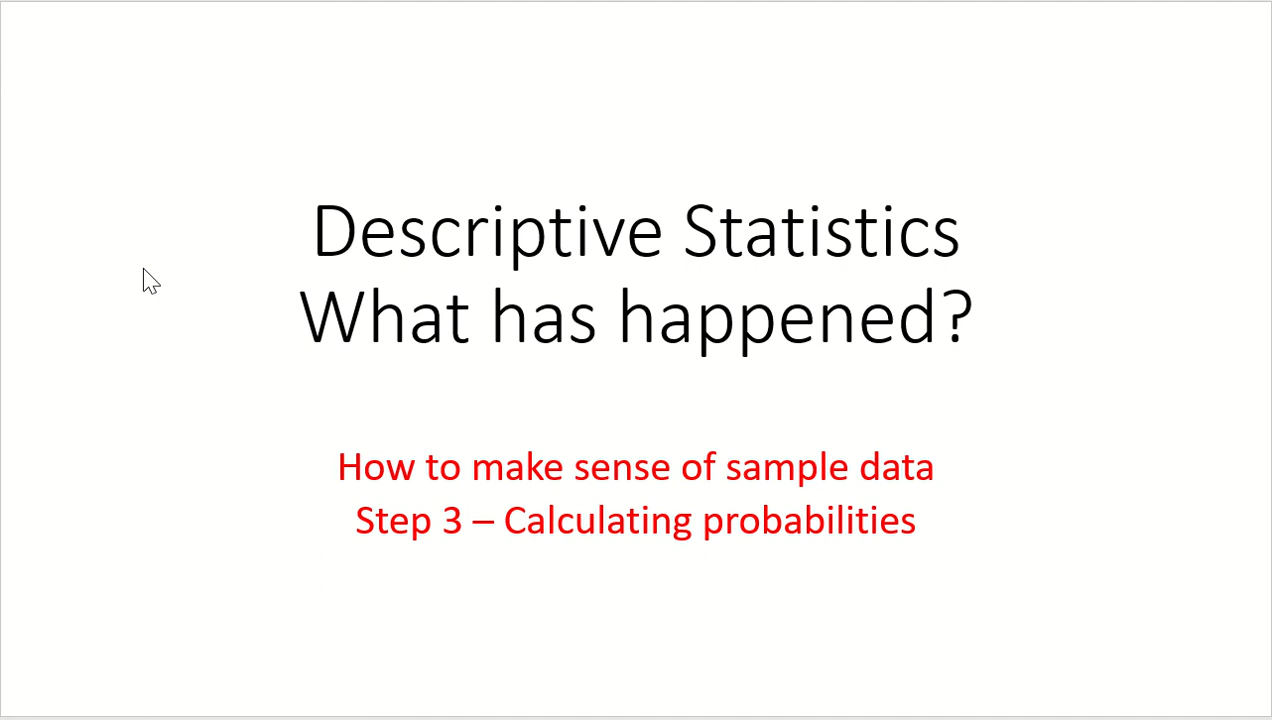 Descriptive Statistics
What has happened?
How to make sense of sample data
Step 3 – Calculating probabilities